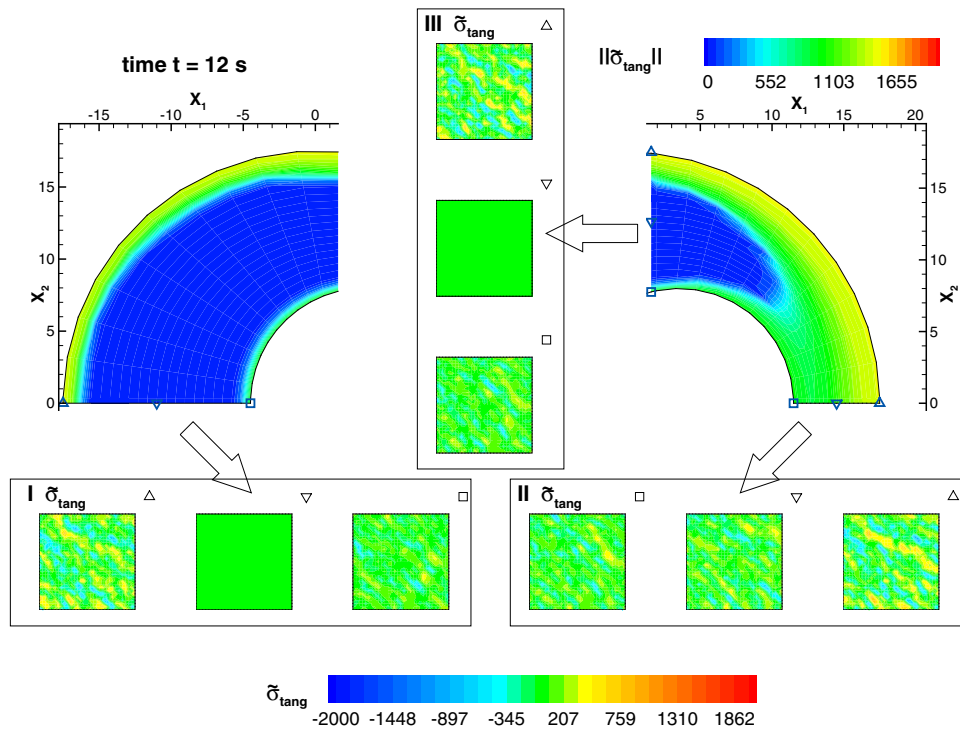 III σ̃tang
time t = 12 s
||σ̃tang||
0 552 1103 1655
X1
-15 -10 -5 0
X1
5 10 15 20
15
10
5
0
X2
15
10
5
0
X2
I σ̃tang
II σ̃tang
σ̃tang
-2000 -1448 -897 -345 207 759 1310 1862